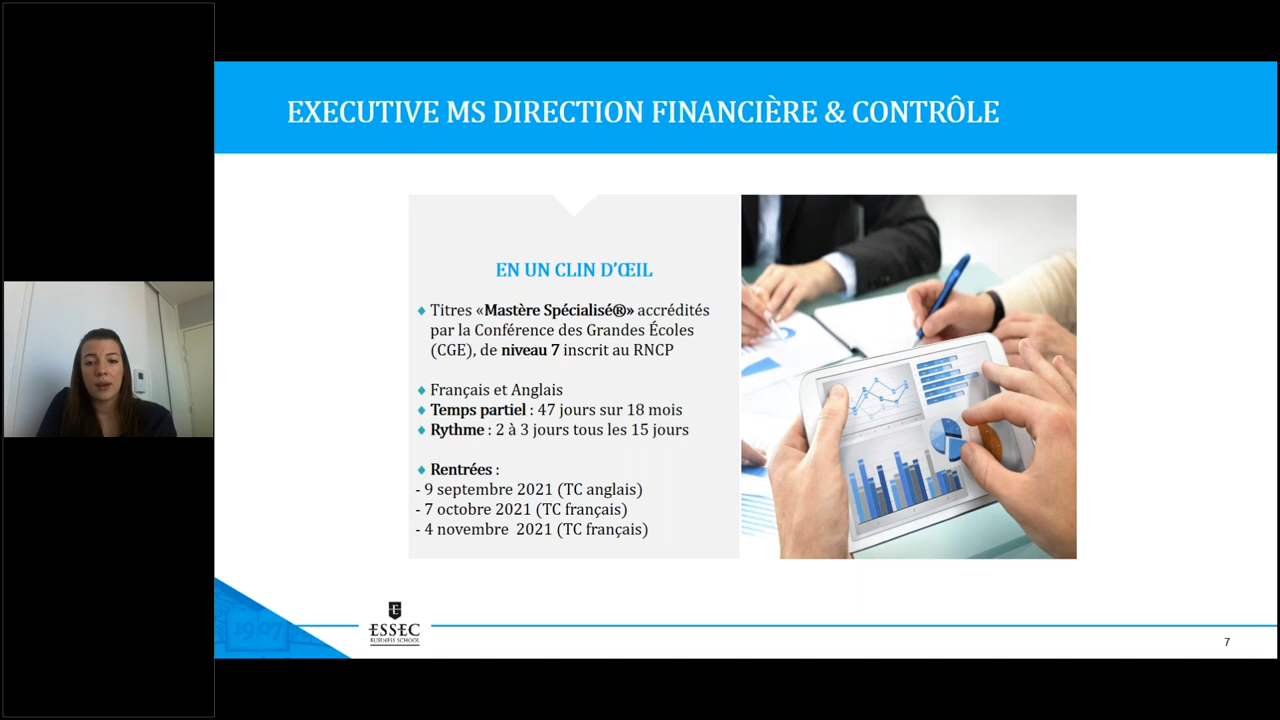 EXECUTIVE MS DIRECTION FINANCIÈRE & CONTRÔLE
EN UN CLIN D’ŒIL
♦ Titres «Mastère Spécialisé®» accrédités
par la Conférence des Grandes Écoles
(CGE), de niveau 7 inscrit au RNCP
♦ Français et Anglais
♦ Temps partiel : 47 jours sur 18 mois
♦ Rythme : 2 à 3 jours tous les 15 jours
♦ Rentrées :
- 9 septembre 2021 (TC anglais)
- 7 octobre 2021 (TC français)
- 4 novembre  2021 (TC français)
1907
E
ESSEC
BUSINESS SCHOOL
7